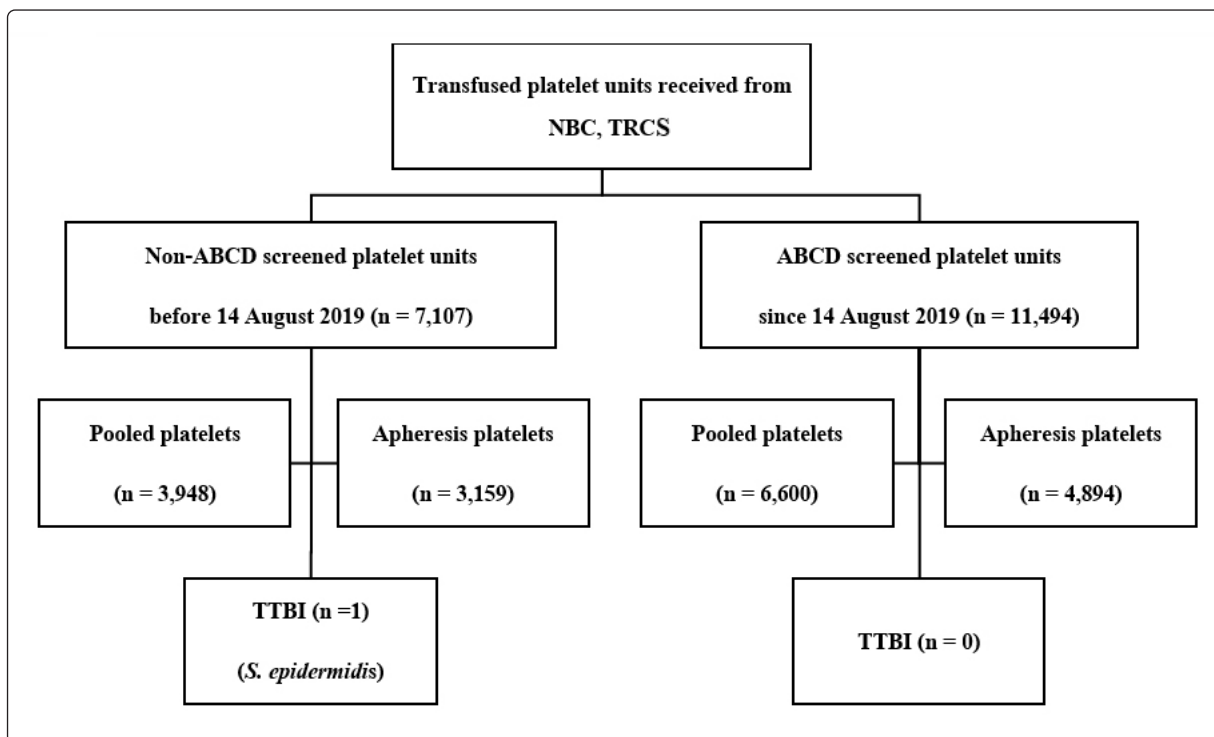 Transfused platelet units received from
NBC, TRCS
Non-ABCD screened platelet units
before 14 August 2019 (n = 7,107)
ABCD screened platelet units
since 14 August 2019 (n = 11,494)
Pooled platelets
(n = 3,948)
Apheresis platelets
(n = 3,159)
Pooled platelets
(n = 6,600)
Apheresis platelets
(n = 4,894)
TTBI (n =1)
(S. epidermidis)
TTBI (n = 0)